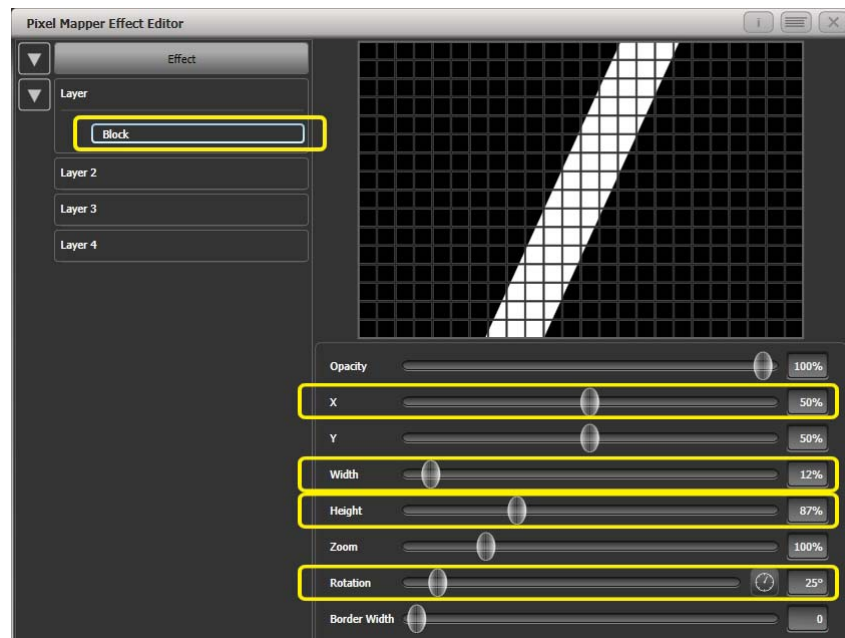 Pixel Mapper Effect Editor
Effect
Layer
Block
Layer 2
Layer 3
Layer 4
Opacity 100%
X 50%
Y 50%
Width 12%
Height 87%
Zoom 100%
Rotation 25°
Border Width 0